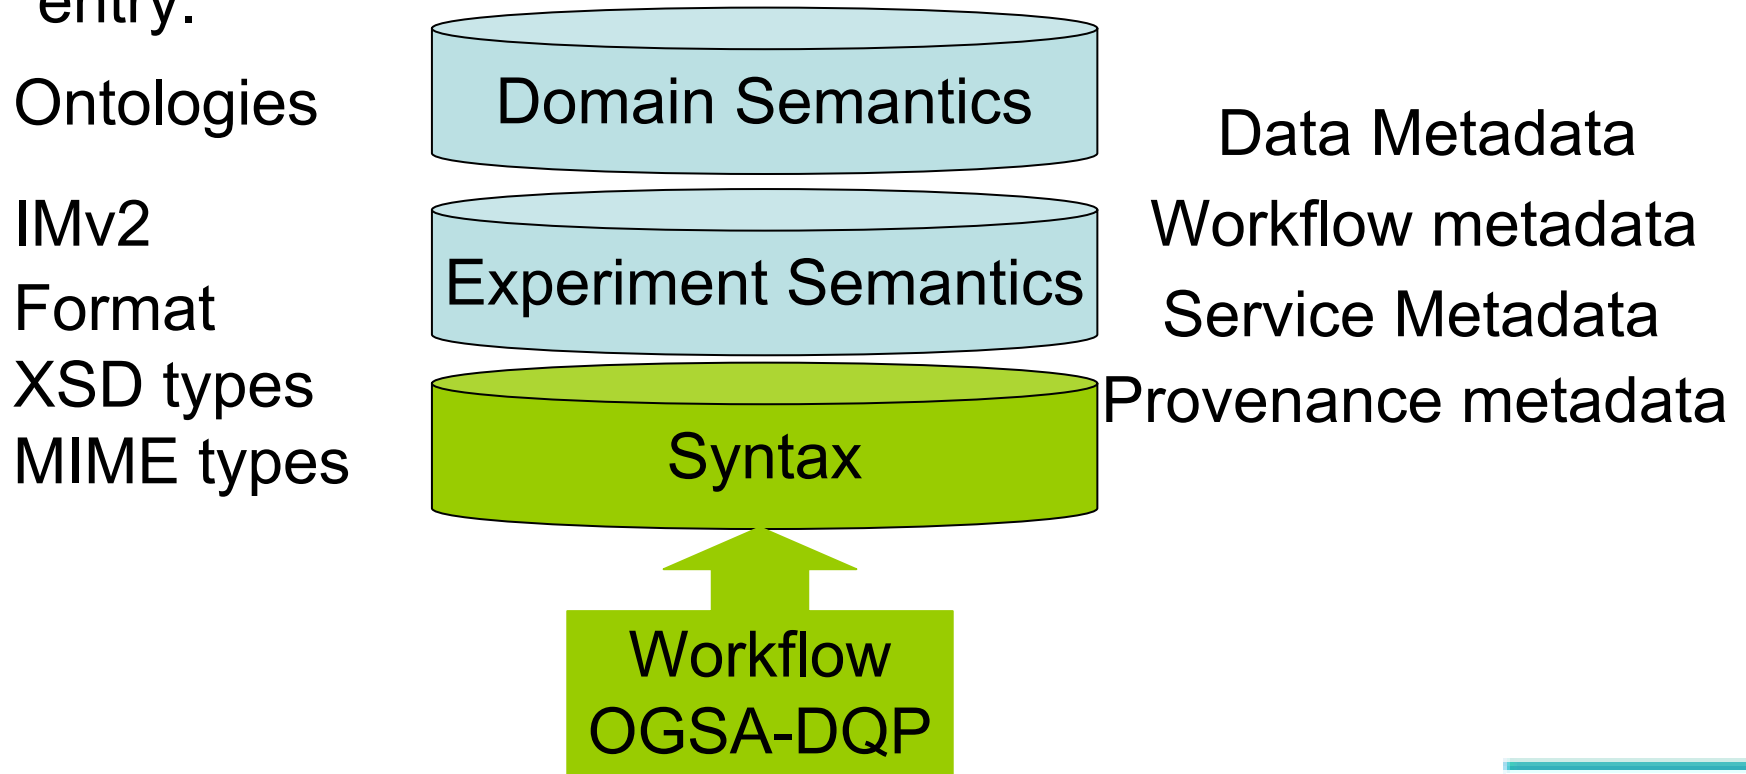 entry:
Ontologies
IMv2
Format
XSD types
MIME types
Domain Semantics
Experiment Semantics
Syntax
Workflow
OGSA-DQP
Data Metadata
Workflow metadata
Service Metadata
Provenance metadata